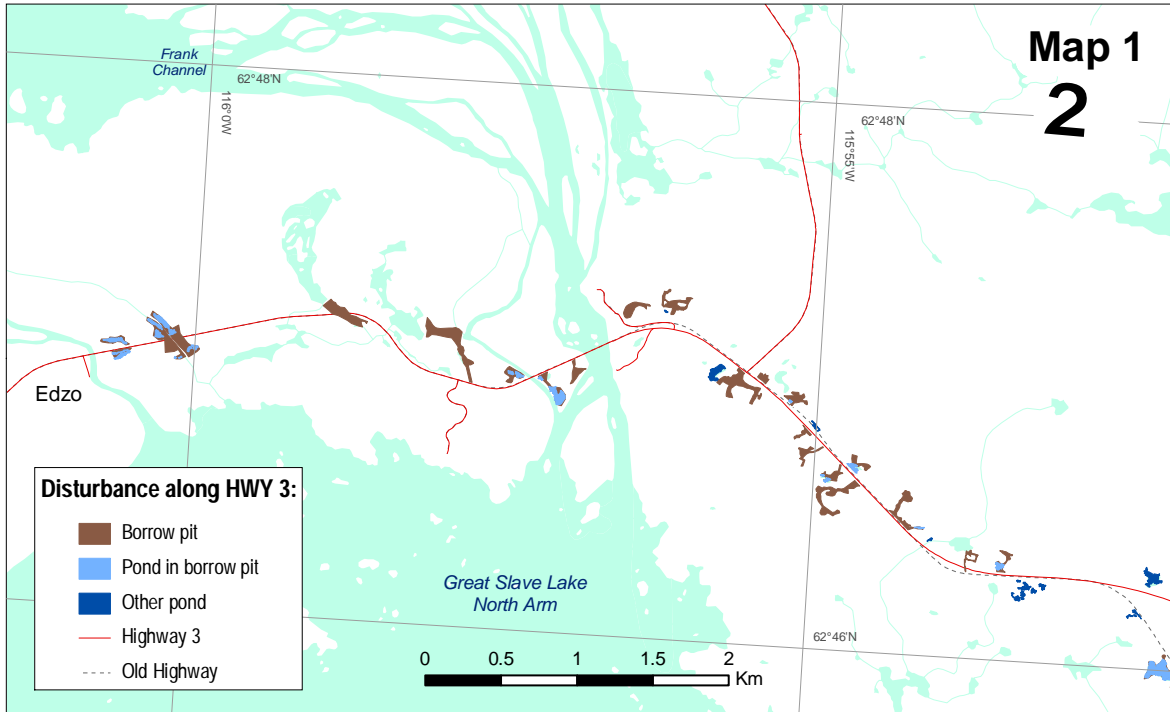 Map 1
2
Frank
Channel
62°48'N
116°0'W
62°48'N
115°55'W
Edzo
Disturbance along HWY 3:
Borrow pit
Pond in borrow pit
Other pond
Highway 3
Old Highway
Great Slave Lake
North Arm
62°46'N
0 0.5 1 1.5 2
Km